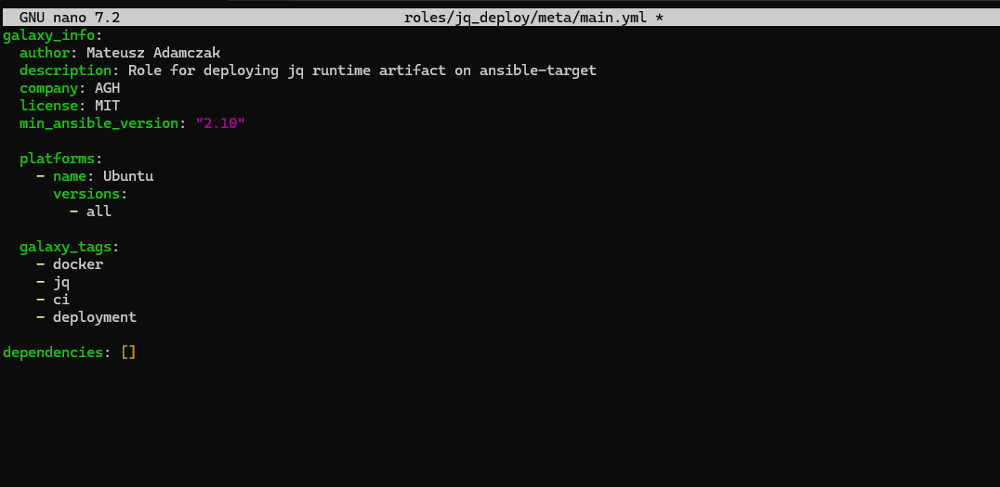 GNU nano 7.2 roles/jq_deploy/meta/main.yml *
galaxy_info:
  author: Mateusz Adamczak
  description: Role for deploying jq runtime artifact on ansible-target
  company: AGH
  license: MIT
  min_ansible_version: "2.10"

  platforms:
    - name: Ubuntu
      versions:
        - all

  galaxy_tags:
    - docker
    - jq
    - ci
    - deployment

dependencies: []